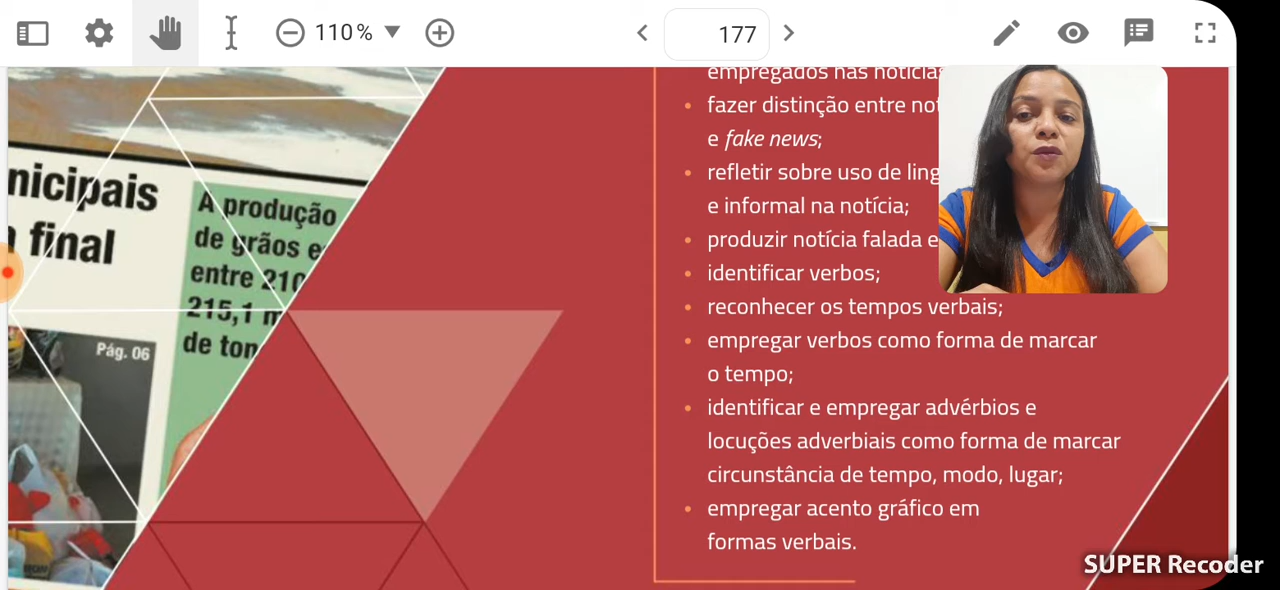 110%
177
nicipais
final
A produção
de grãos e
entre 210
215,1 m
de ton
Pág. 06
empregados nas notícias
• fazer distinção entre not
e fake news;
• refletir sobre uso de ling
e informal na notícia;
• produzir notícia falada e
• identificar verbos;
• reconhecer os tempos verbais;
• empregar verbos como forma de marcar
o tempo;
• identificar e empregar advérbios e
locuções adverbiais como forma de marcar
circunstância de tempo, modo, lugar;
• empregar acento gráfico em
formas verbais.
SUPER Recoder